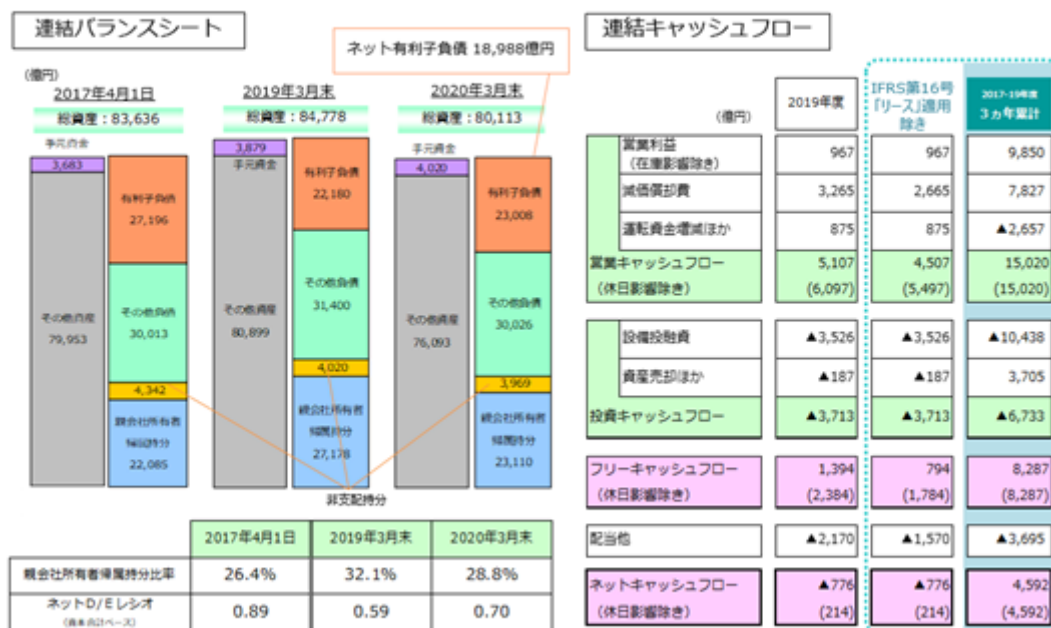 連結バランスシート
ネット有利子負債 18,988億円
(億円)
2017年4月1日
総資産：83,636
手元資金
3,683
その他資産
79,953
有利子負債
27,196
その他負債
30,013
4,342
親会社所有者
帰属持分
22,085
2019年3月末
総資産：84,778
3,879
手元資金
その他資産
80,899
有利子負債
22,180
その他負債
31,400
4,020
親会社所有者
帰属持分
27,178
2020年3月末
総資産：80,113
手元資金
4,020
その他資産
76,093
有利子負債
23,008
その他負債
30,026
3,969
親会社所有者
帰属持分
23,110
非支配持分
2017年4月1日 2019年3月末 2020年3月末
親会社所有者帰属持分比率 26.4% 32.1% 28.8%
ネットD/Eレシオ 0.89 0.59 0.70
(資本合計ベース)
連結キャッシュフロー
(億円)
2019年度
IFRS第16号
「リース」適用
除き
2017-19年度
3ヵ年累計
営業利益
(在庫影響除き) 967 967 9,850
減価償却費 3,265 2,665 7,827
運転資金増減ほか 875 875 ▲2,657
営業キャッシュフロー 5,107 4,507 15,020
(休日影響除き) (6,097) (5,497) (15,020)
設備投融資 ▲3,526 ▲3,526 ▲10,438
資産売却ほか ▲187 ▲187 3,705
投資キャッシュフロー ▲3,713 ▲3,713 ▲6,733
フリーキャッシュフロー 1,394 794 8,287
(休日影響除き) (2,384) (1,784) (8,287)
配当他 ▲2,170 ▲1,570 ▲3,695
ネットキャッシュフロー ▲776 ▲776 4,592
(休日影響除き) (214) (214) (4,592)